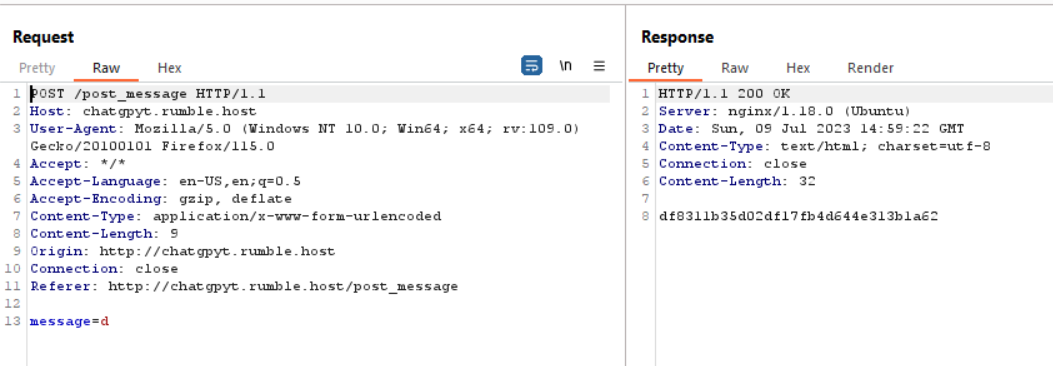 Request
Pretty Raw Hex \n
1 POST /post_message HTTP/1.1
2 Host: chatgpyt.rumble.host
3 User-Agent: Mozilla/5.0 (Windows NT 10.0; Win64; x64; rv:109.0)
Gecko/20100101 Firefox/115.0
4 Accept: */*
5 Accept-Language: en-US,en;q=0.5
6 Accept-Encoding: gzip, deflate
7 Content-Type: application/x-www-form-urlencoded
8 Content-Length: 9
9 Origin: http://chatgpyt.rumble.host
10 Connection: close
11 Referer: http://chatgpyt.rumble.host/post_message
12
13 message=d
Response
Pretty Raw Hex Render
1 HTTP/1.1 200 OK
2 Server: nginx/1.18.0 (Ubuntu)
3 Date: Sun, 09 Jul 2023 14:59:22 GMT
4 Content-Type: text/html; charset=utf-8
5 Connection: close
6 Content-Length: 32
7
8 df8311b35d02df17fb4d644e313b1a62